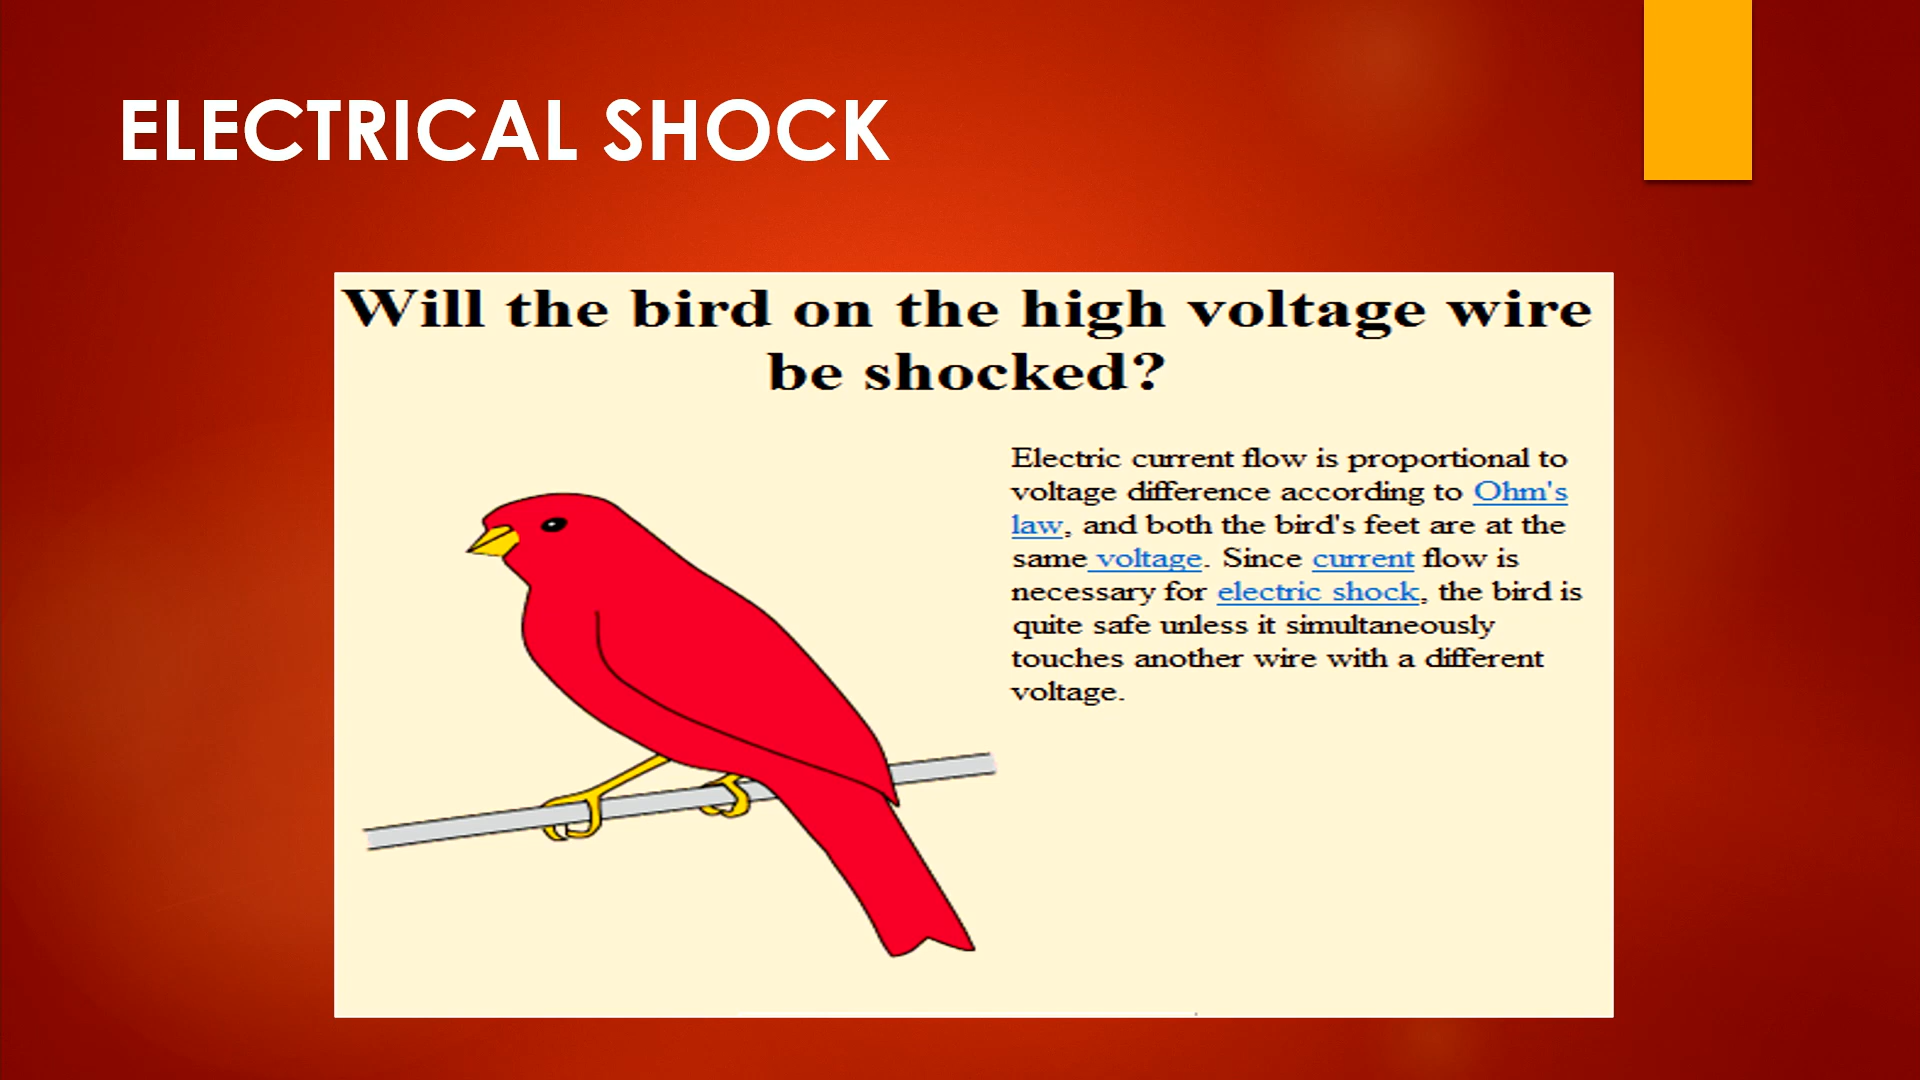 ELECTRICAL SHOCK
Will the bird on the high voltage wire
be shocked?
Electric current flow is proportional to
voltage difference according to Ohm's
law, and both the bird's feet are at the
same voltage. Since current flow is
necessary for electric shock, the bird is
quite safe unless it simultaneously
touches another wire with a different
voltage.